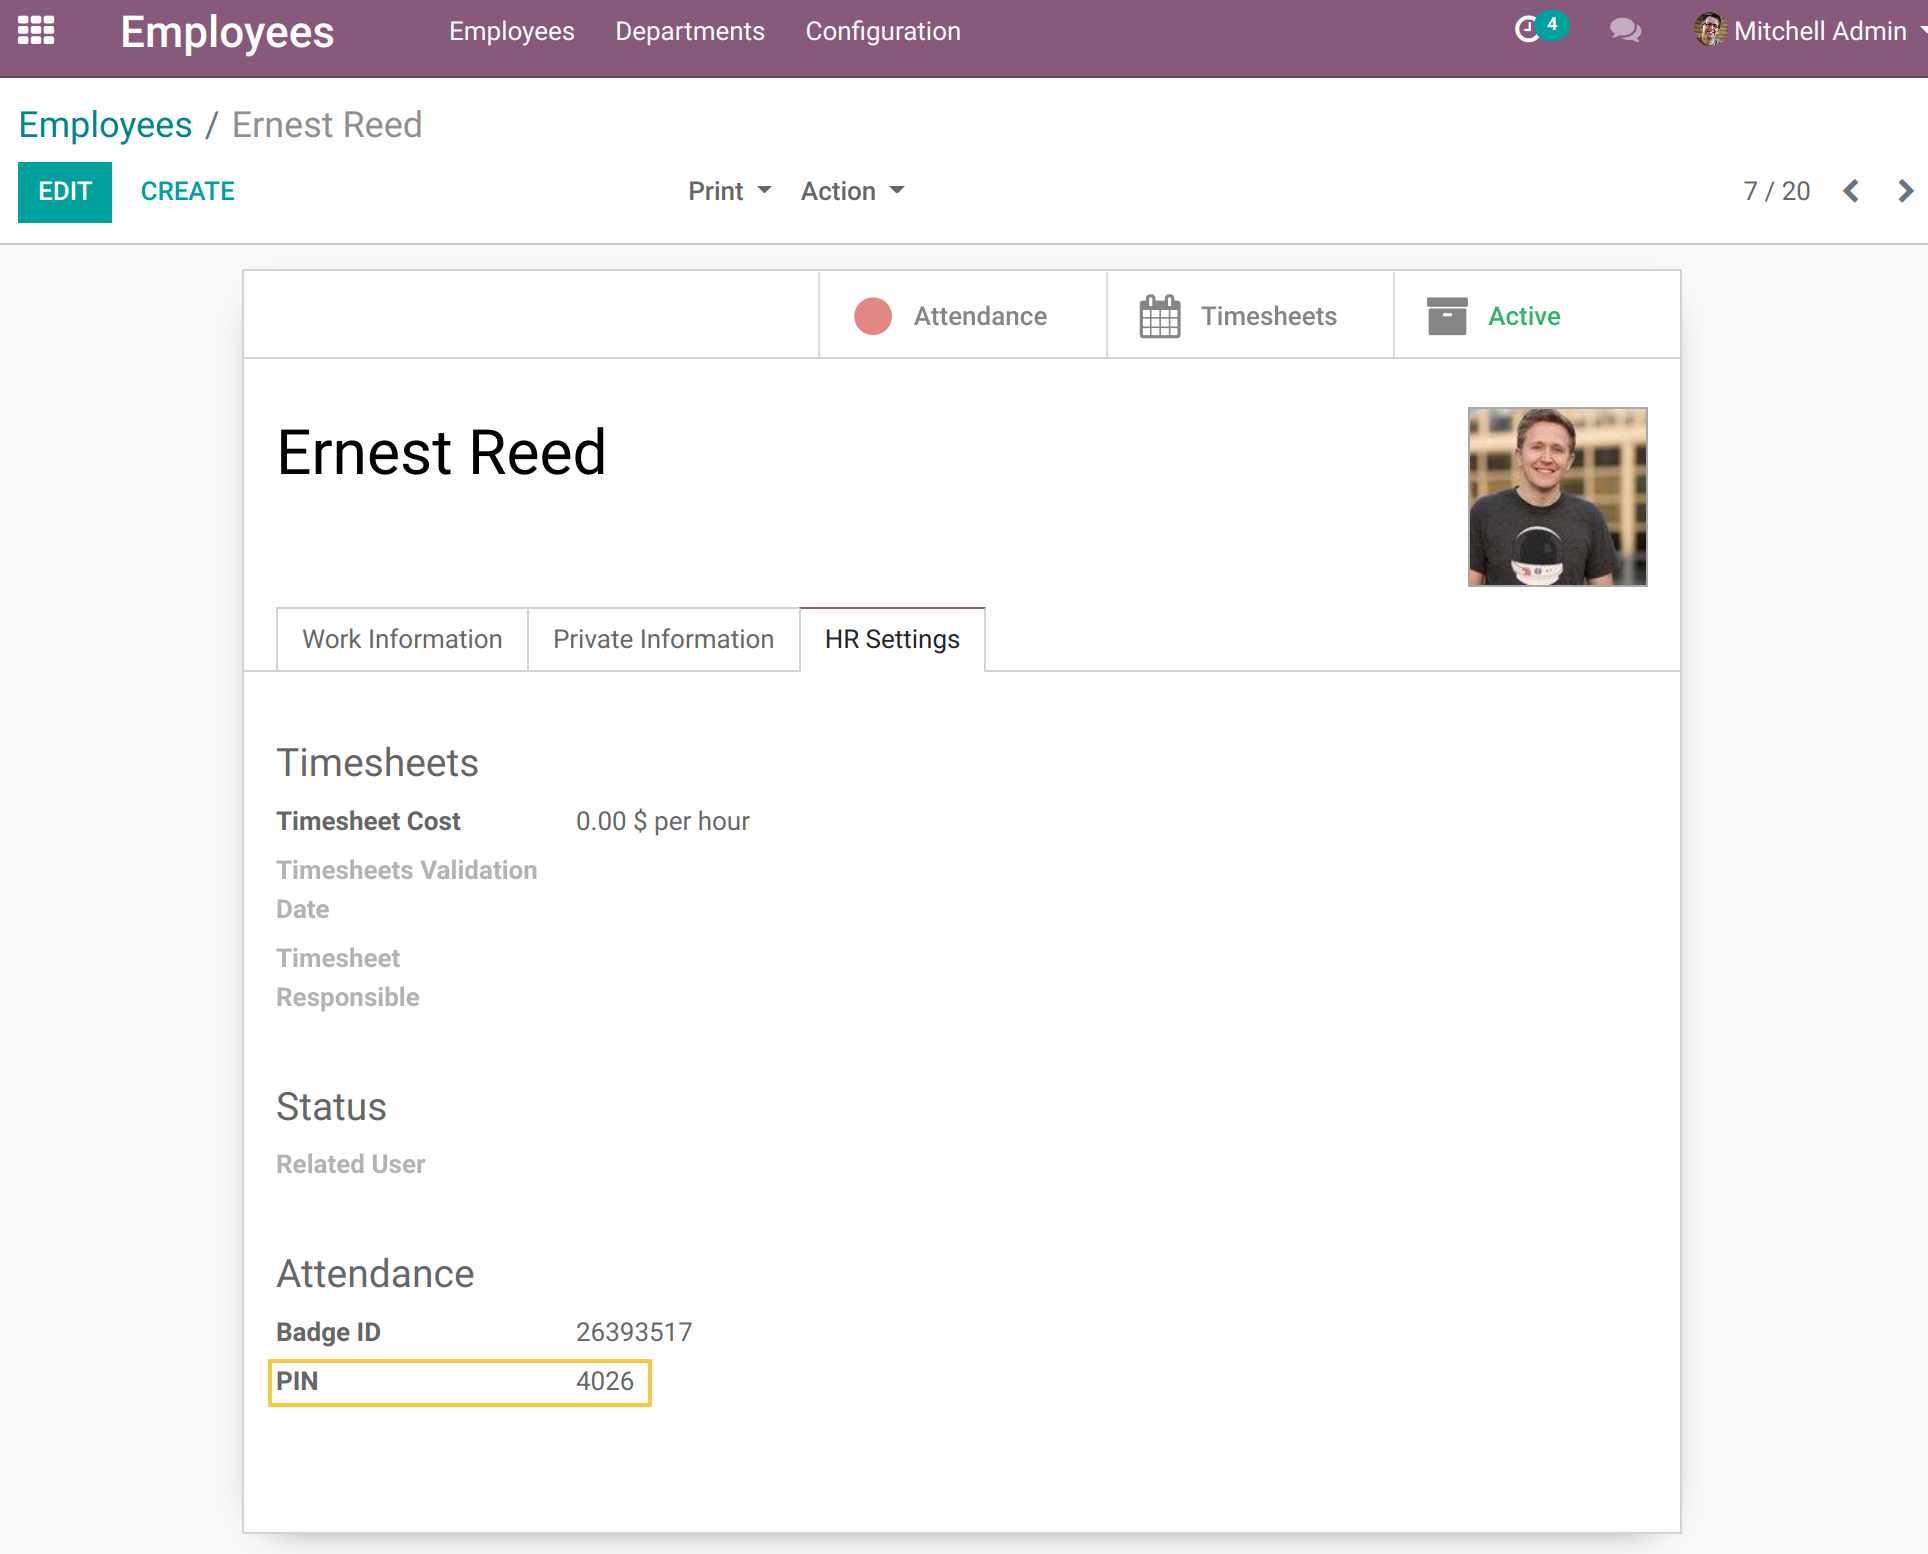 Employees Employees Departments Configuration 4 Mitchell Admin
Employees / Ernest Reed
EDIT CREATE Print Action 7 / 20
Attendance Timesheets Active
Ernest Reed
Work Information Private Information HR Settings
Timesheets
Timesheet Cost 0.00 $ per hour
Timesheets Validation
Date
Timesheet
Responsible
Status
Related User
Attendance
Badge ID 26393517
PIN 4026